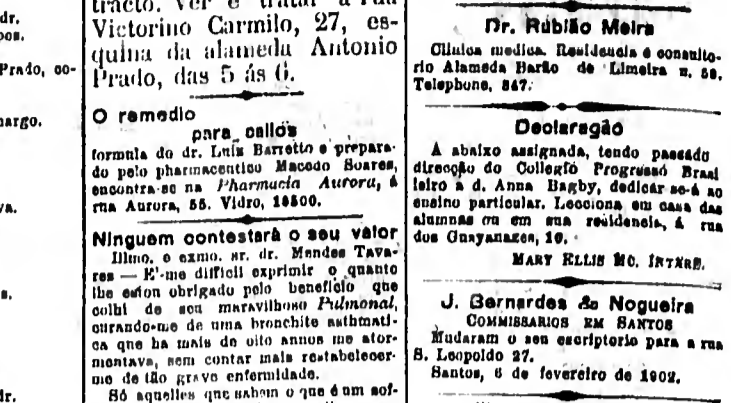 dr.
Prado, co-
margo.
dr.
tracto. Ver e tratar á rua
Victorino Carmilo, 27, es-
quina da alameda Antonio
Prado, das 5 ás 6.
O remedio
para callos
formula do dr. Luiz Barretto e prepara-
do pelo pharmaceutico Macedo Soares,
encontra-se na Pharmacia Aurora, á
rua Aurora, 55. Vidro, 1$500.
Ninguem contestará o seu valor
Illmo. e exmo. sr. dr. Mendes Tava-
res — E'-me difficil exprimir o quanto
lhe estou obrigado pelo beneficio que
colhi de seu maravilhoso Pulmonal,
curando-me de uma bronchite asthmati-
ca que ha mais de oito annos me ator-
mentava, sem contar mais restabelecer-
me de tão grave enfermidade.
Só aquelles que sabem o que é um sof-
Dr. Rubião Meira
Clinica medica. Residencia e consulto-
rio Alameda Barão de Limeira n.
Telephone, 847.
Declaração
A abaixo assignada, tendo passado
direcção do Collegio Progresso Brasi
leiro a d. Anna Bagby, dedicar se-á ao
ensino particular. Lecciona em casa das
alumnas ou em sua residencia, á rua
dos Guayanazes, 10.
MARY ELLIS MC. INTYRE.
J. Bernardes & Nogueira
COMMISSARIOS EM SANTOS
Mudaram o seu escriptorio para a rua
S. Leopoldo 27.
Santos, 6 de fevereiro de 1902.